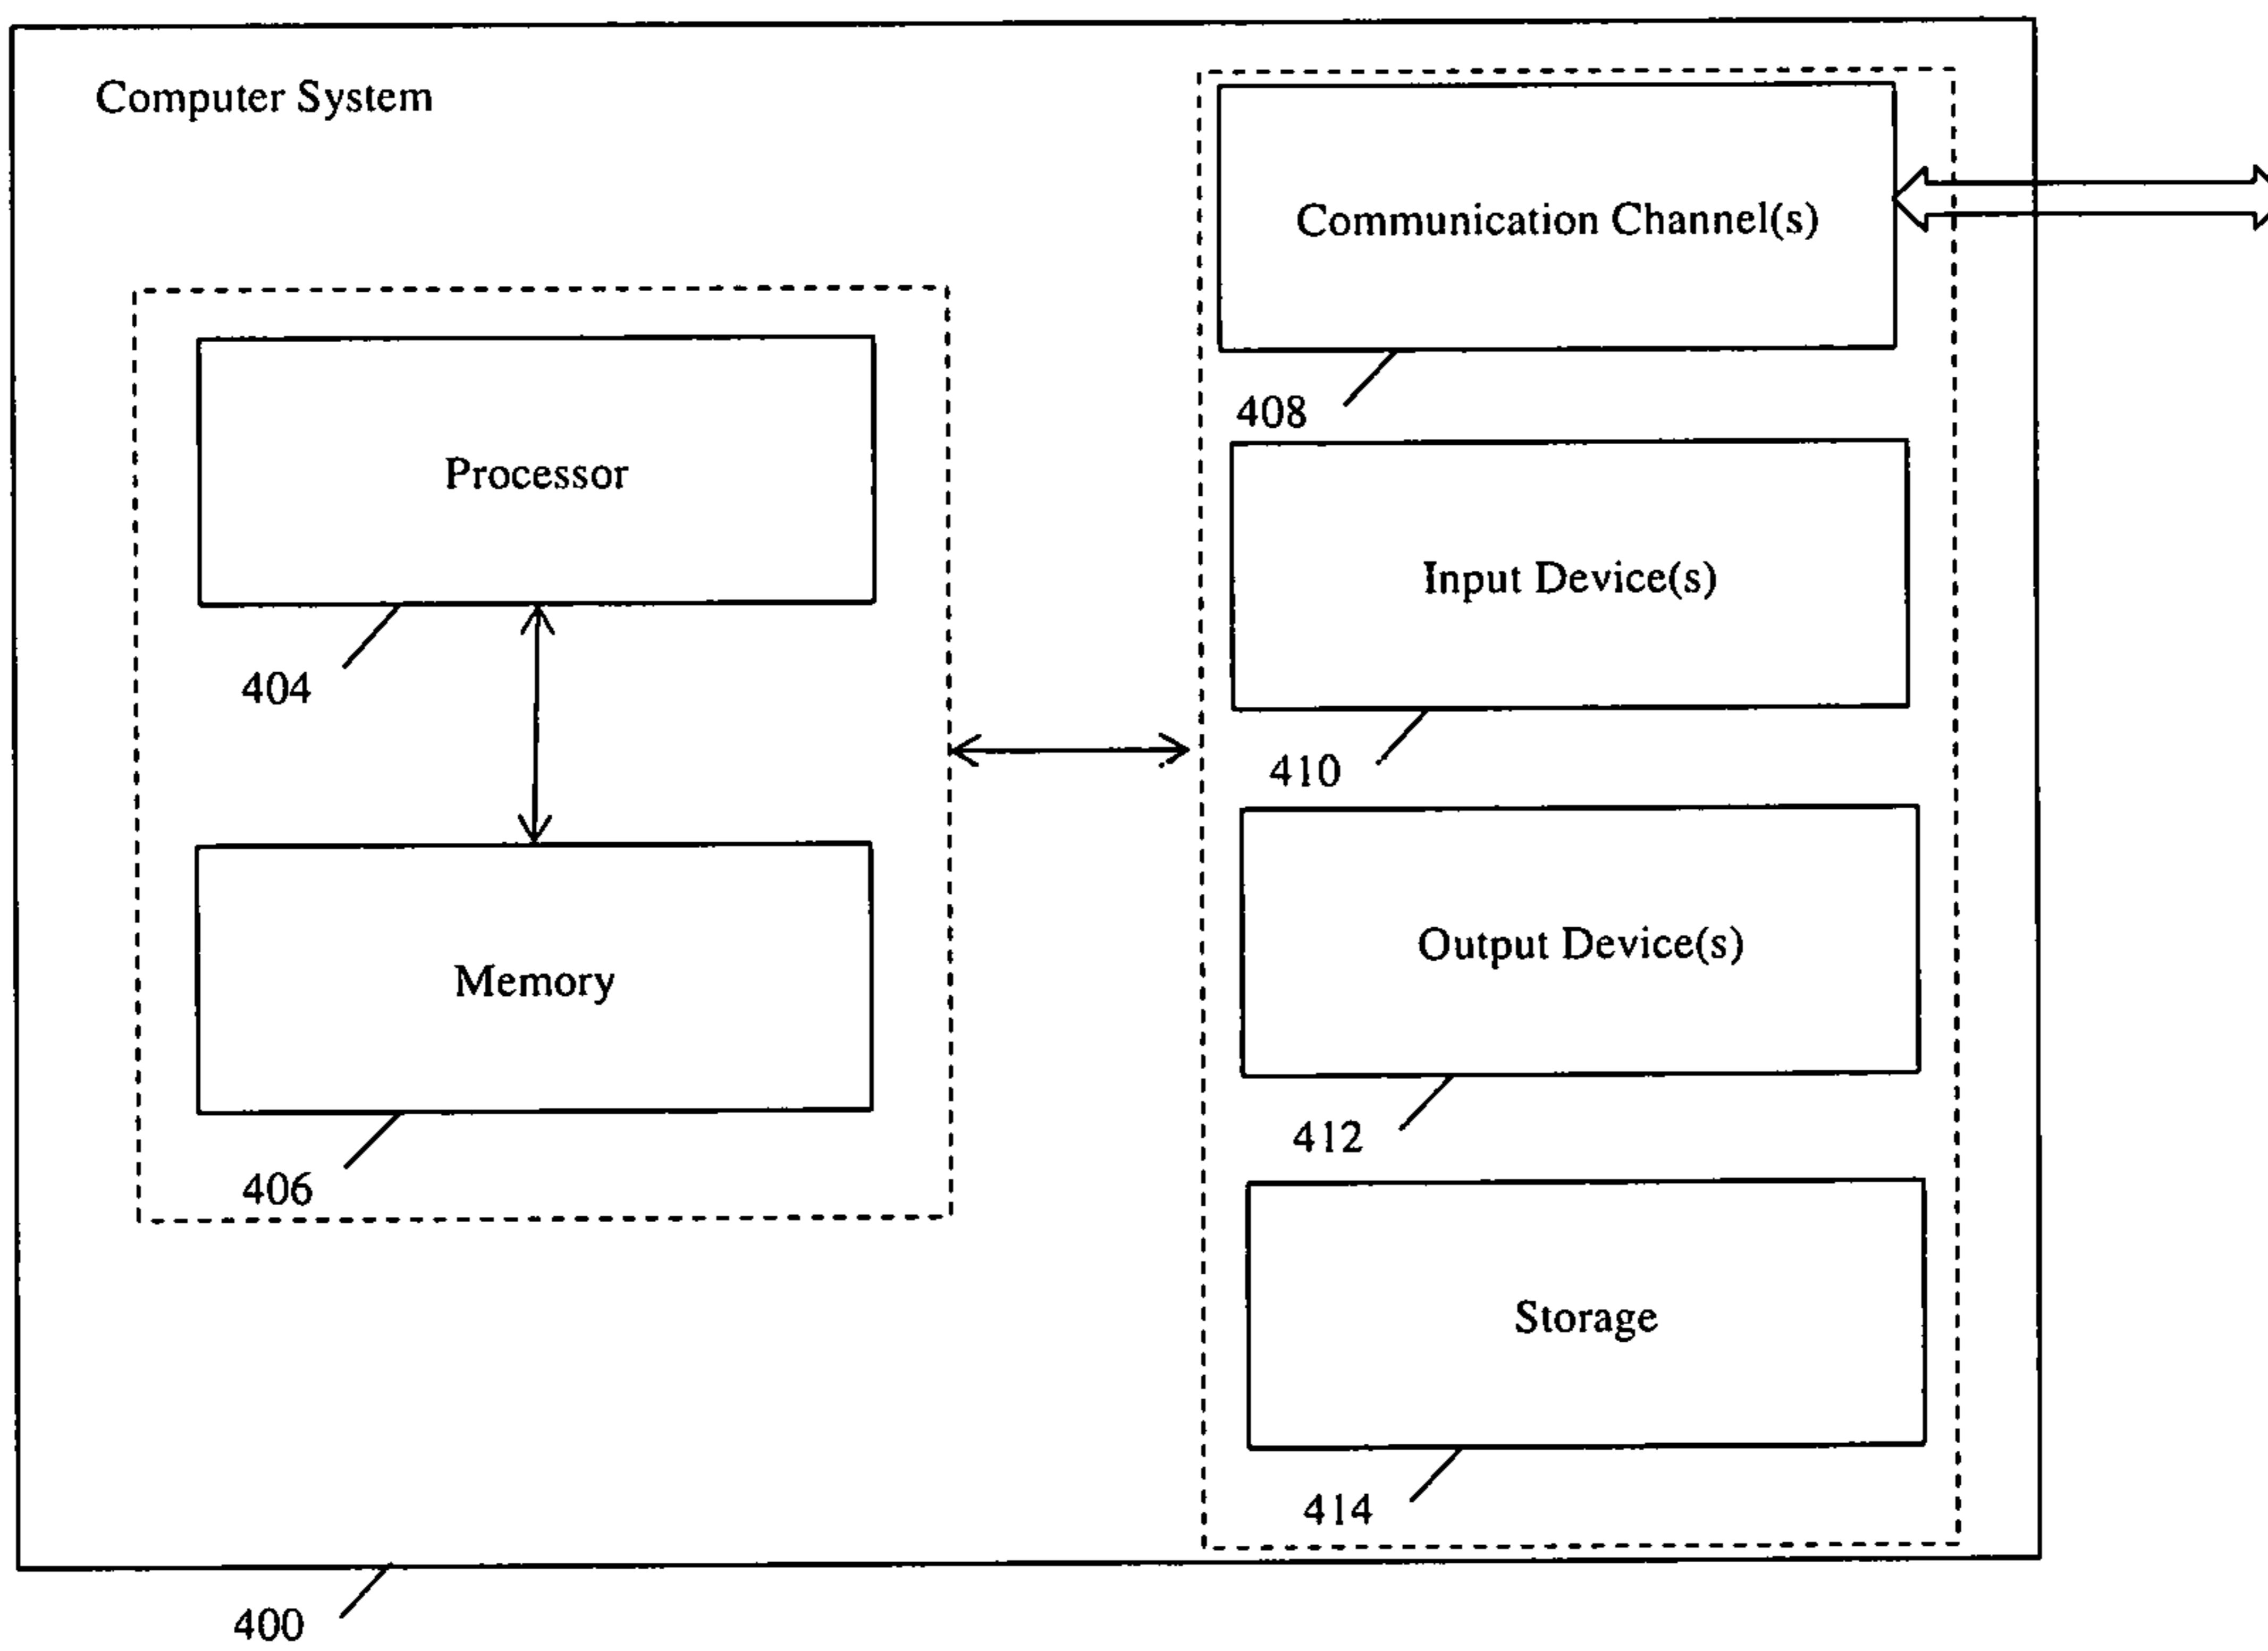 Computer System
Communication Channel(s)
408
Processor
404
Input Device(s)
410
Memory
406
Output Device(s)
412
Storage
414
400